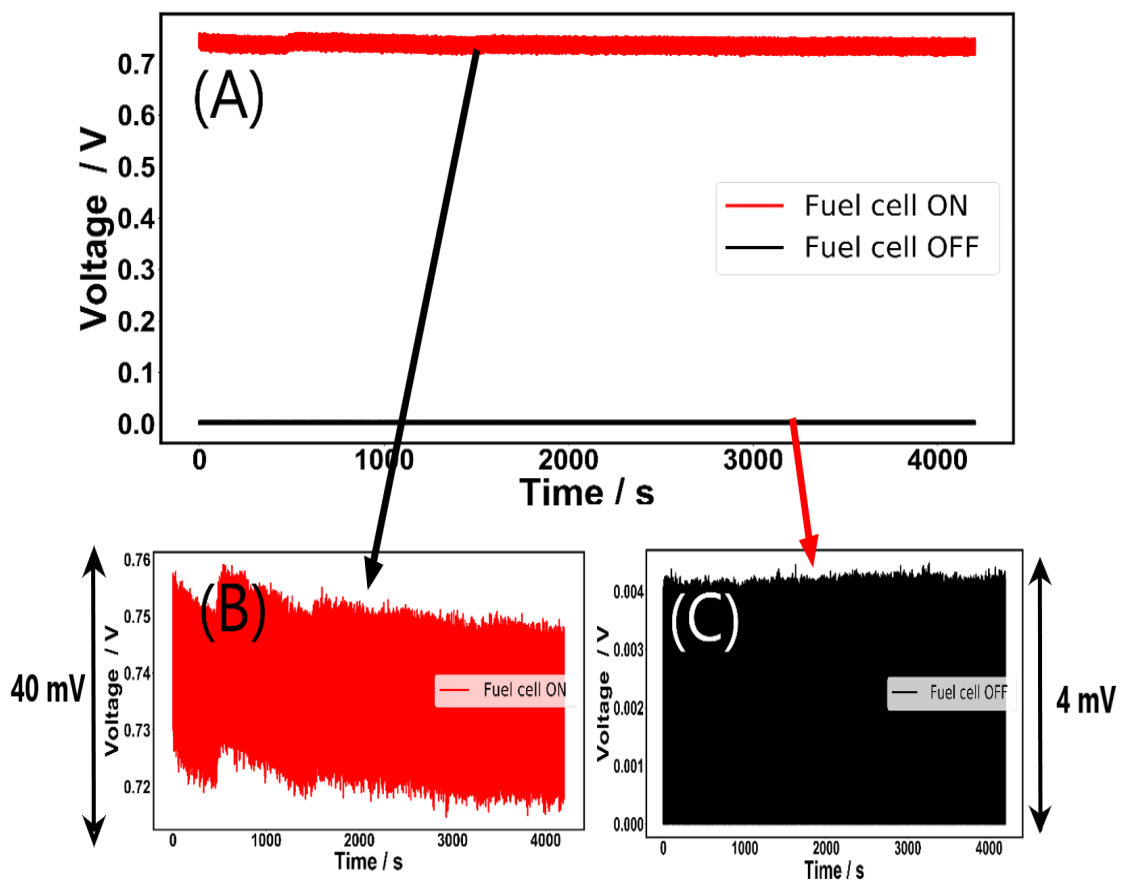 (A)
Voltage / V
0.7
0.6
0.5
0.4
0.3
0.2
0.1
0.0
Fuel cell ON
Fuel cell OFF
0 1000 2000 3000 4000
Time / s
40 mV
(B)
Voltage / V
0.76
0.75
0.74
0.73
0.72
Fuel cell ON
0 1000 2000 3000 4000
Time / s
(C)
Voltage / V
0.004
0.003
0.002
0.001
0.000
Fuel cell OFF
0 1000 2000 3000 4000
Time / s
4 mV